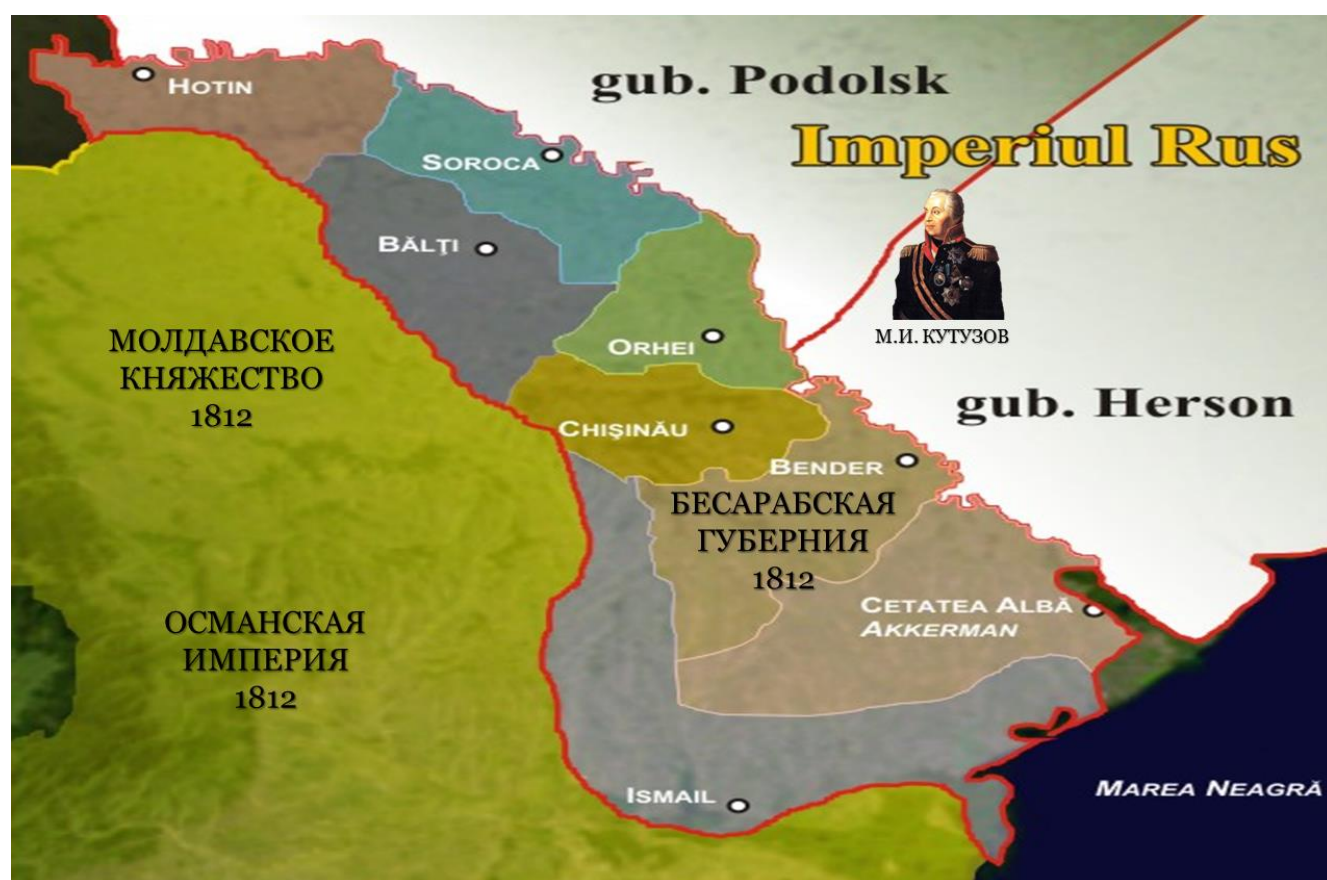 HOTIN
gub. Podolsk
Imperiul Rus
SOROCA
BĂLŢI
М.И. КУТУЗОВ
МОЛДАВСКОЕ
КНЯЖЕСТВО
1812
ORHEI
gub. Herson
CHIŞINĂU
BENDER
БЕСАРАБСКАЯ
ГУБЕРНИЯ
1812
CETATEA ALBĂ
AKKERMAN
ОСМАНСКАЯ
ИМПЕРИЯ
1812
ISMAIL
MAREA NEAGRĂ